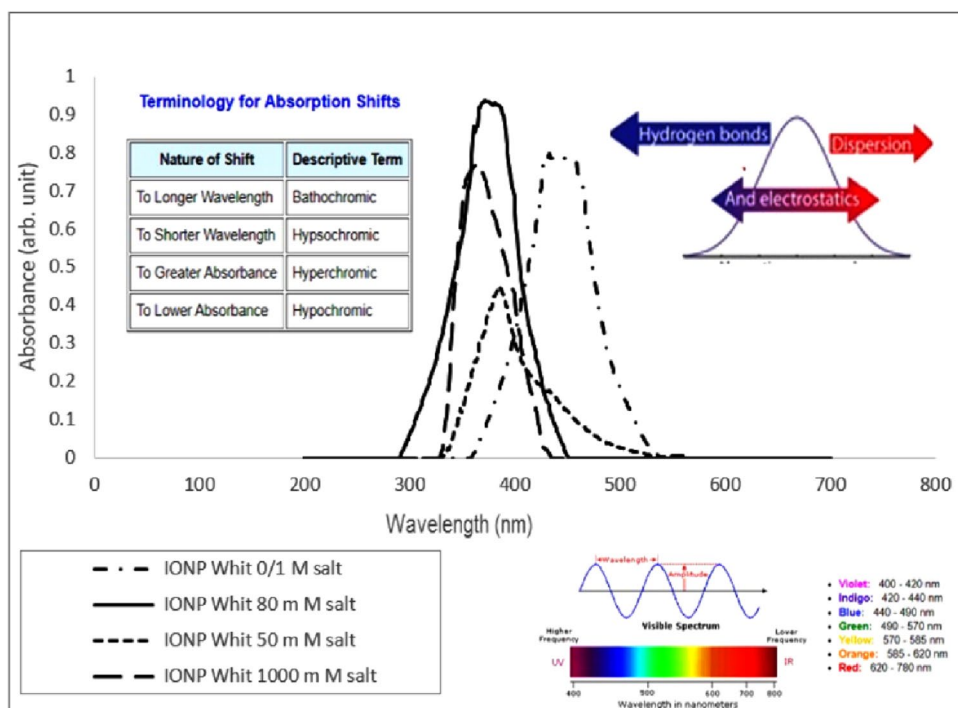 Terminology for Absorption Shifts
Nature of Shift Descriptive Term
To Longer Wavelength Bathochromic
To Shorter Wavelength Hypsochromic
To Greater Absorbance Hyperchromic
To Lower Absorbance Hypochromic
Hydrogen bonds
Dispersion
And electrostatics
Absorbance (arb. unit)
1
0.9
0.8
0.7
0.6
0.5
0.4
0.3
0.2
0.1
0
0 100 200 300 400 500 600 700 800
Wavelength (nm)
IONP Whit 0/1 M salt
IONP Whit 80 m M salt
IONP Whit 50 m M salt
IONP Whit 1000 m M salt
Wavelength
Amplitude
Visible Spectrum
Higher Frequency
Lower Frequency
UV
IR
400 500 600 700 800
Wavelength in nanometers
Violet: 400 - 420 nm
Indigo: 420 - 440 nm
Blue: 440 - 490 nm
Green: 490 - 570 nm
Yellow: 570 - 585 nm
Orange: 585 - 620 nm
Red: 620 - 780 nm